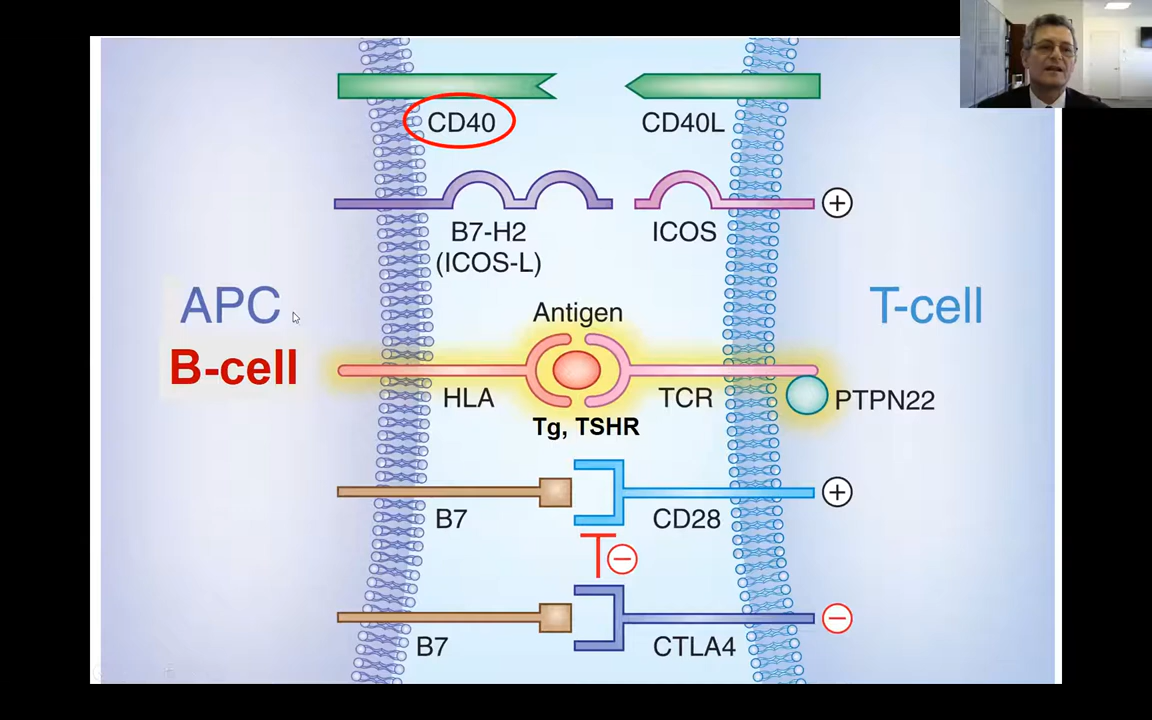 CD40
CD40L
B7-H2
(ICOS-L)
ICOS
+
APC
B-cell
Antigen
T-cell
HLA
TCR
PTPN22
Tg, TSHR
B7
CD28
+
−
B7
CTLA4
−